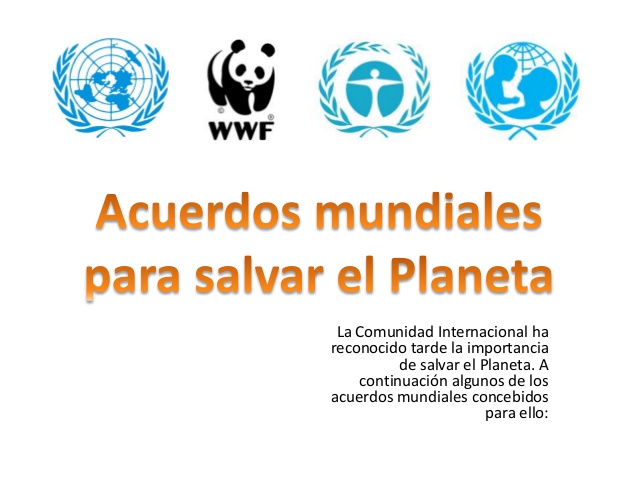 WWF
Acuerdos mundiales
para salvar el Planeta
La Comunidad Internacional ha
reconocido tarde la importancia
de salvar el Planeta. A
continuación algunos de los
acuerdos mundiales concebidos
para ello: